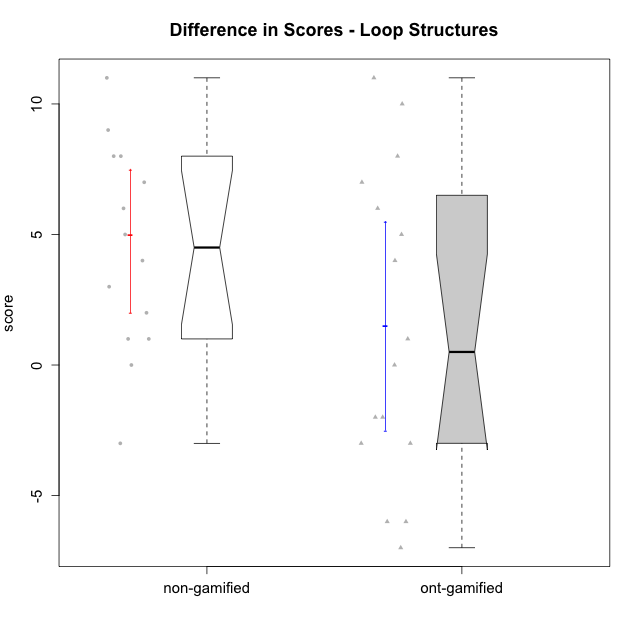 Difference in Scores - Loop Structures
score
10
5
0
-5
non-gamified
ont-gamified